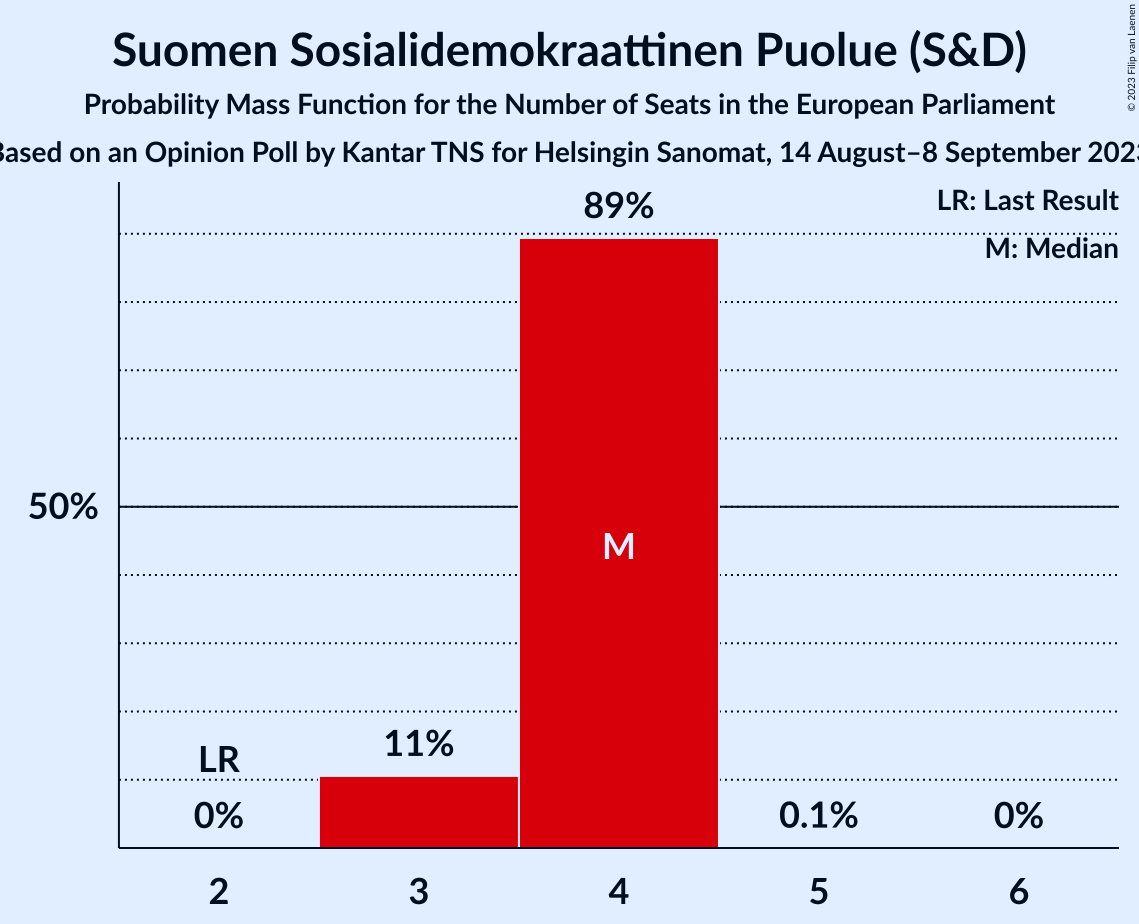 Suomen Sosialidemokraattinen Puolue (S&D)
Probability Mass Function for the Number of Seats in the European Parliament
Based on an Opinion Poll by Kantar TNS for Helsingin Sanomat, 14 August–8 September 2023
© 2023 Filip van Laenen
LR: Last Result
M: Median
89%
50%
M
11%
LR
0%
0.1%
0%
2
3
4
5
6